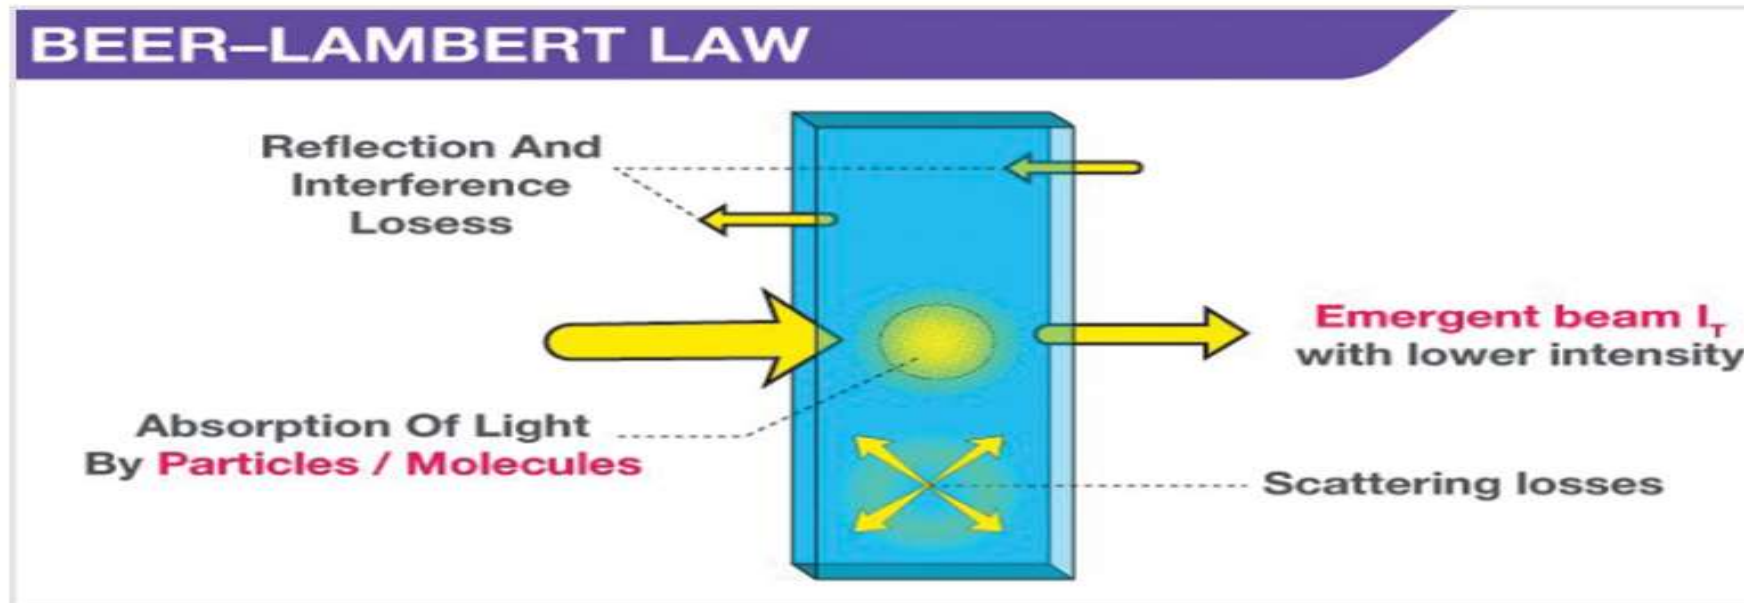 BEER–LAMBERT LAW
Reflection And
Interference
Losess
Emergent beam I_T
with lower intensity
Absorption Of Light
By Particles / Molecules
Scattering losses